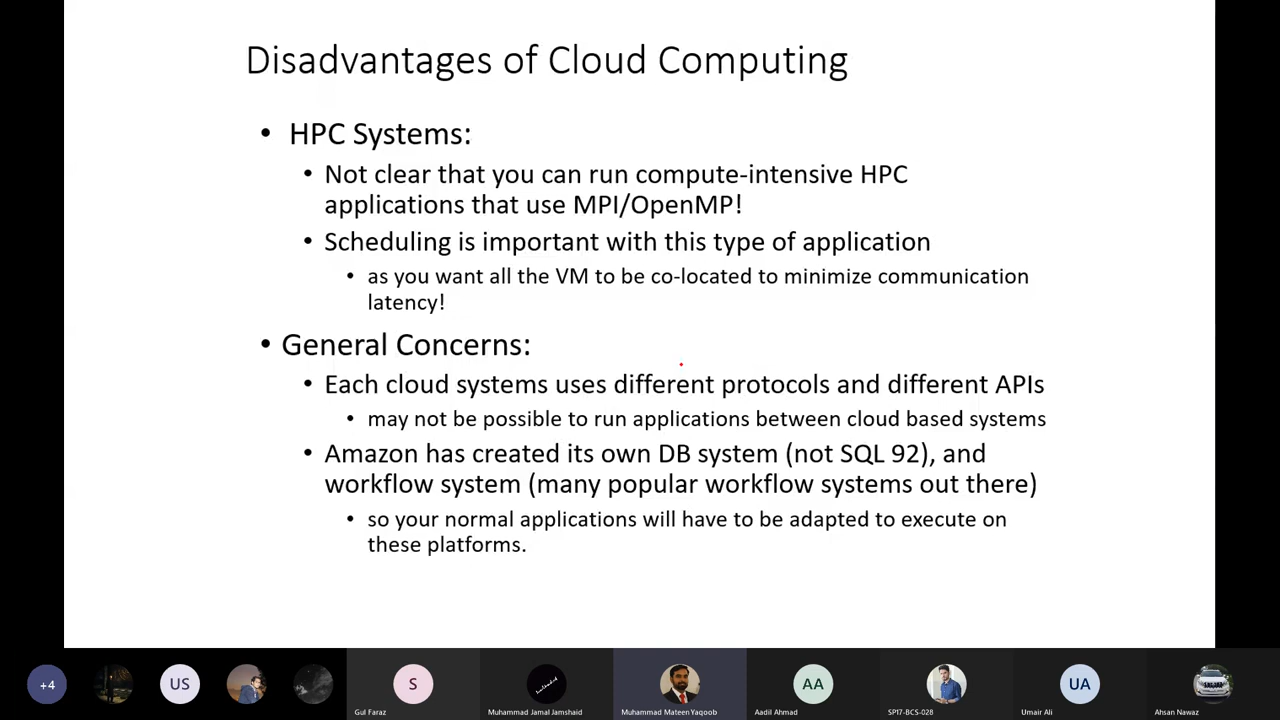 Disadvantages of Cloud Computing
• HPC Systems:
• Not clear that you can run compute-intensive HPC
applications that use MPI/OpenMP!
• Scheduling is important with this type of application
• as you want all the VM to be co-located to minimize communication
latency!
• General Concerns:
• Each cloud systems uses different protocols and different APIs
• may not be possible to run applications between cloud based systems
• Amazon has created its own DB system (not SQL 92), and
workflow system (many popular workflow systems out there)
• so your normal applications will have to be adapted to execute on
these platforms.
+4
US
S
AA
UA
Gul Faraz
Muhammad Jamal Jamshaid
Muhammad Mateen Yaqoob
Aadil Ahmad
SP17-BCS-028
Umair Ali
Ahsan Nawaz